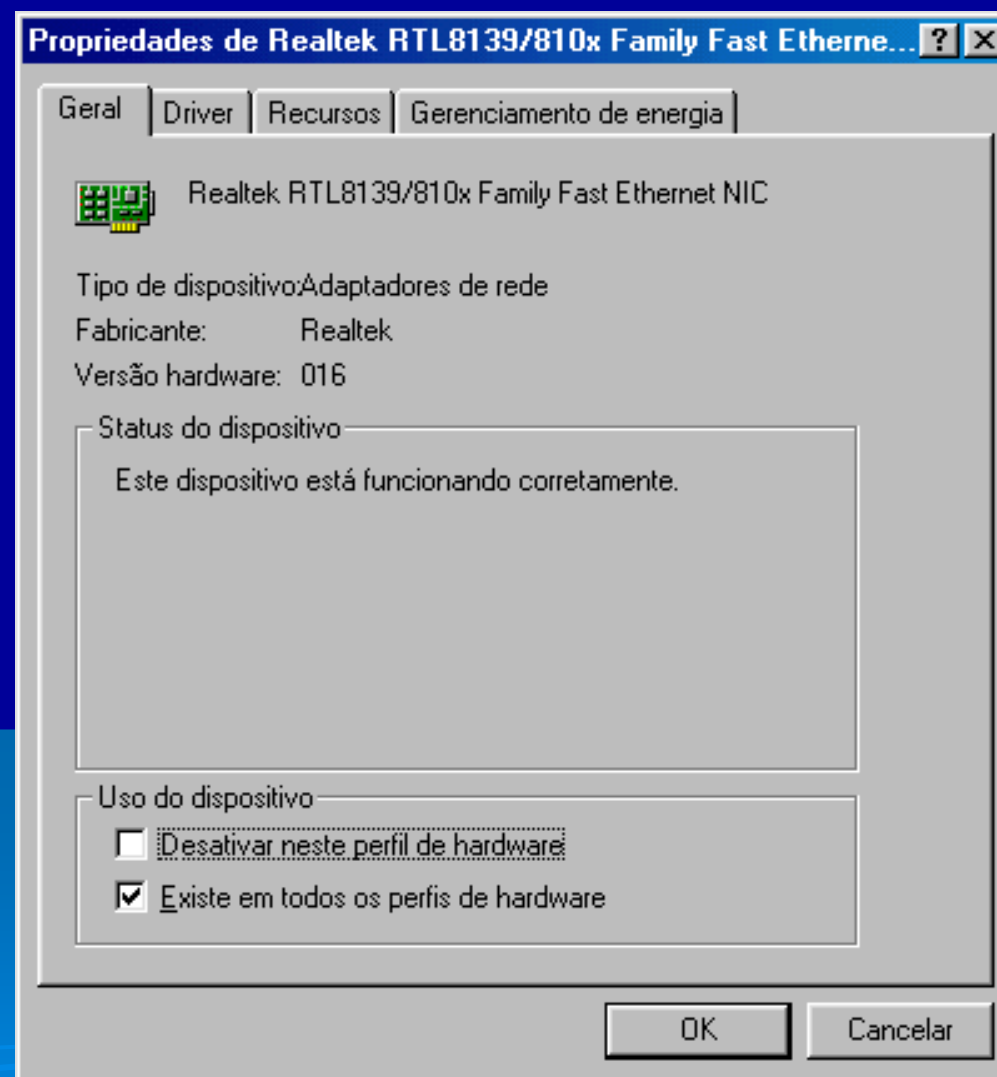 Propriedades de Realtek RTL8139/810x Family Fast Etherne...
Geral Driver Recursos Gerenciamento de energia
Realtek RTL8139/810x Family Fast Ethernet NIC
Tipo de dispositivo:Adaptadores de rede
Fabricante: Realtek
Versão hardware: 016
Status do dispositivo
Este dispositivo está funcionando corretamente.
Uso do dispositivo
Desativar neste perfil de hardware
Existe em todos os perfis de hardware
OK Cancelar